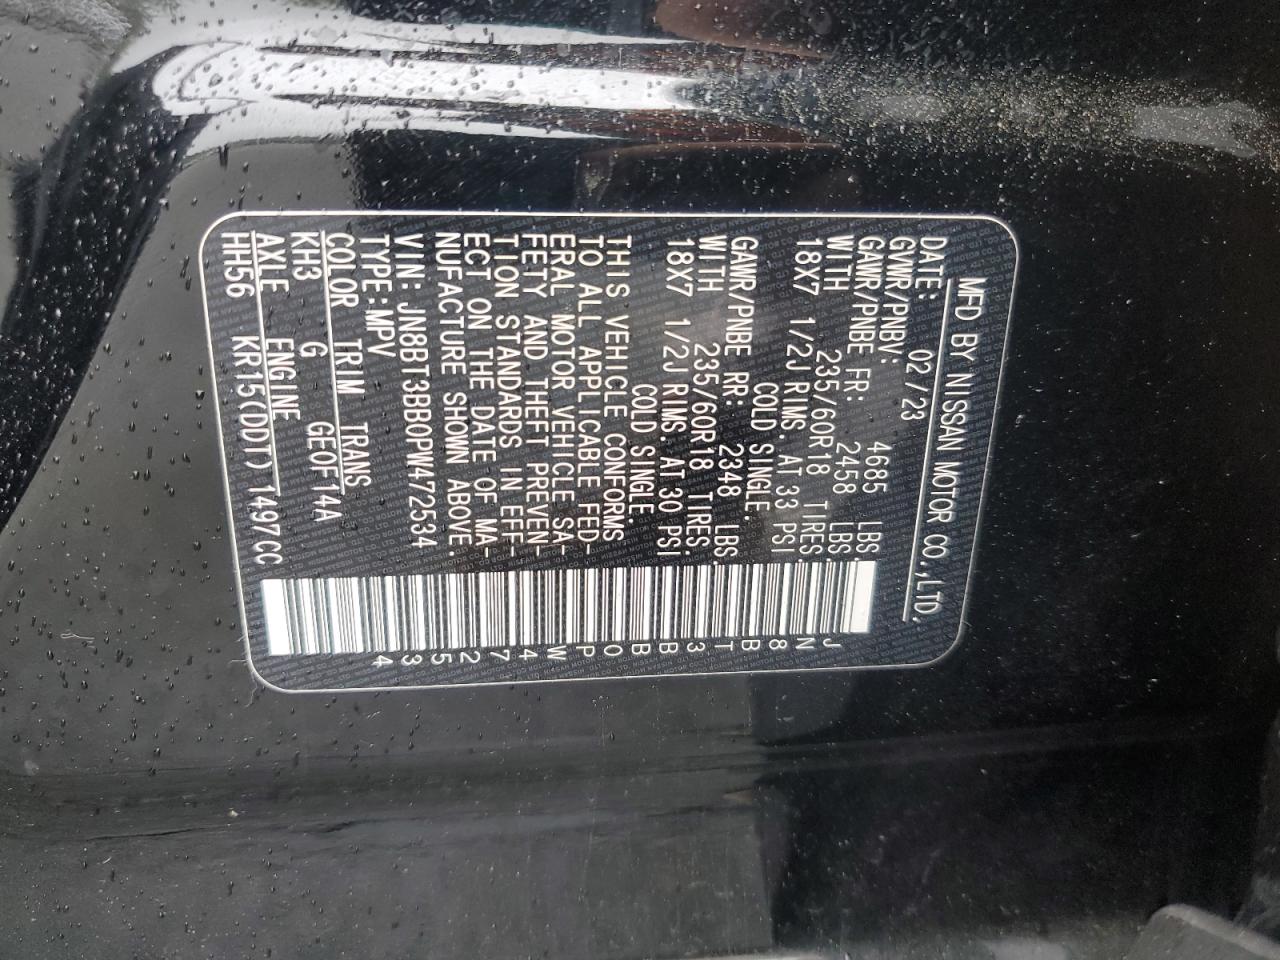 MFD BY NISSAN MOTOR CO.,LTD.
DATE: 02/23
GVWR/PNBV: 4685 LBS
GAWR/PNBE FR: 2458 LBS.
WITH 235/60R18 TIRES.
18X7 1/2J RIMS. AT 33 PSI
COLD SINGLE.
GAWR/PNBE RR: 2348 LBS.
WITH 235/60R18 TIRES.
18X7 1/2J RIMS. AT 30 PSI
COLD SINGLE.
THIS VEHICLE CONFORMS
TO ALL APPLICABLE FED-
ERAL MOTOR VEHICLE SA-
FETY AND THEFT PREVEN-
TION STANDARDS IN EFF-
ECT ON THE DATE OF MA-
NUFACTURE SHOWN ABOVE.
VIN: JN8BT3BB0PW472534
TYPE:MPV
COLOR TRIM TRANS
KH3 G GE0F14A
AXLE ENGINE
HH56 KR15(DDT) 1497CC
JN8BT3BB0PW472534